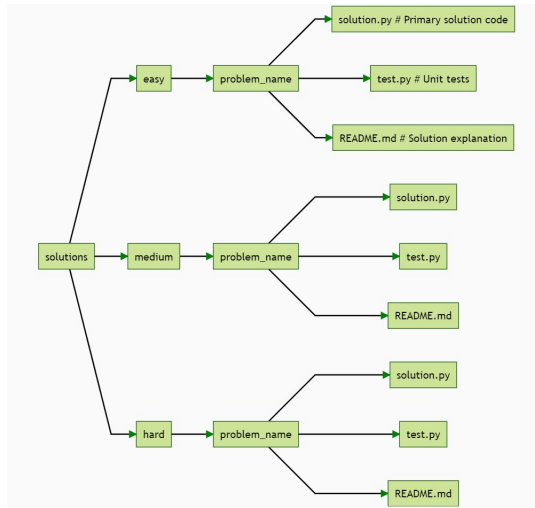 solution.py # Primary solution code
easy
problem_name
test.py # Unit tests
README.md # Solution explanation
solution.py
solutions
medium
problem_name
test.py
README.md
solution.py
hard
problem_name
test.py
README.md